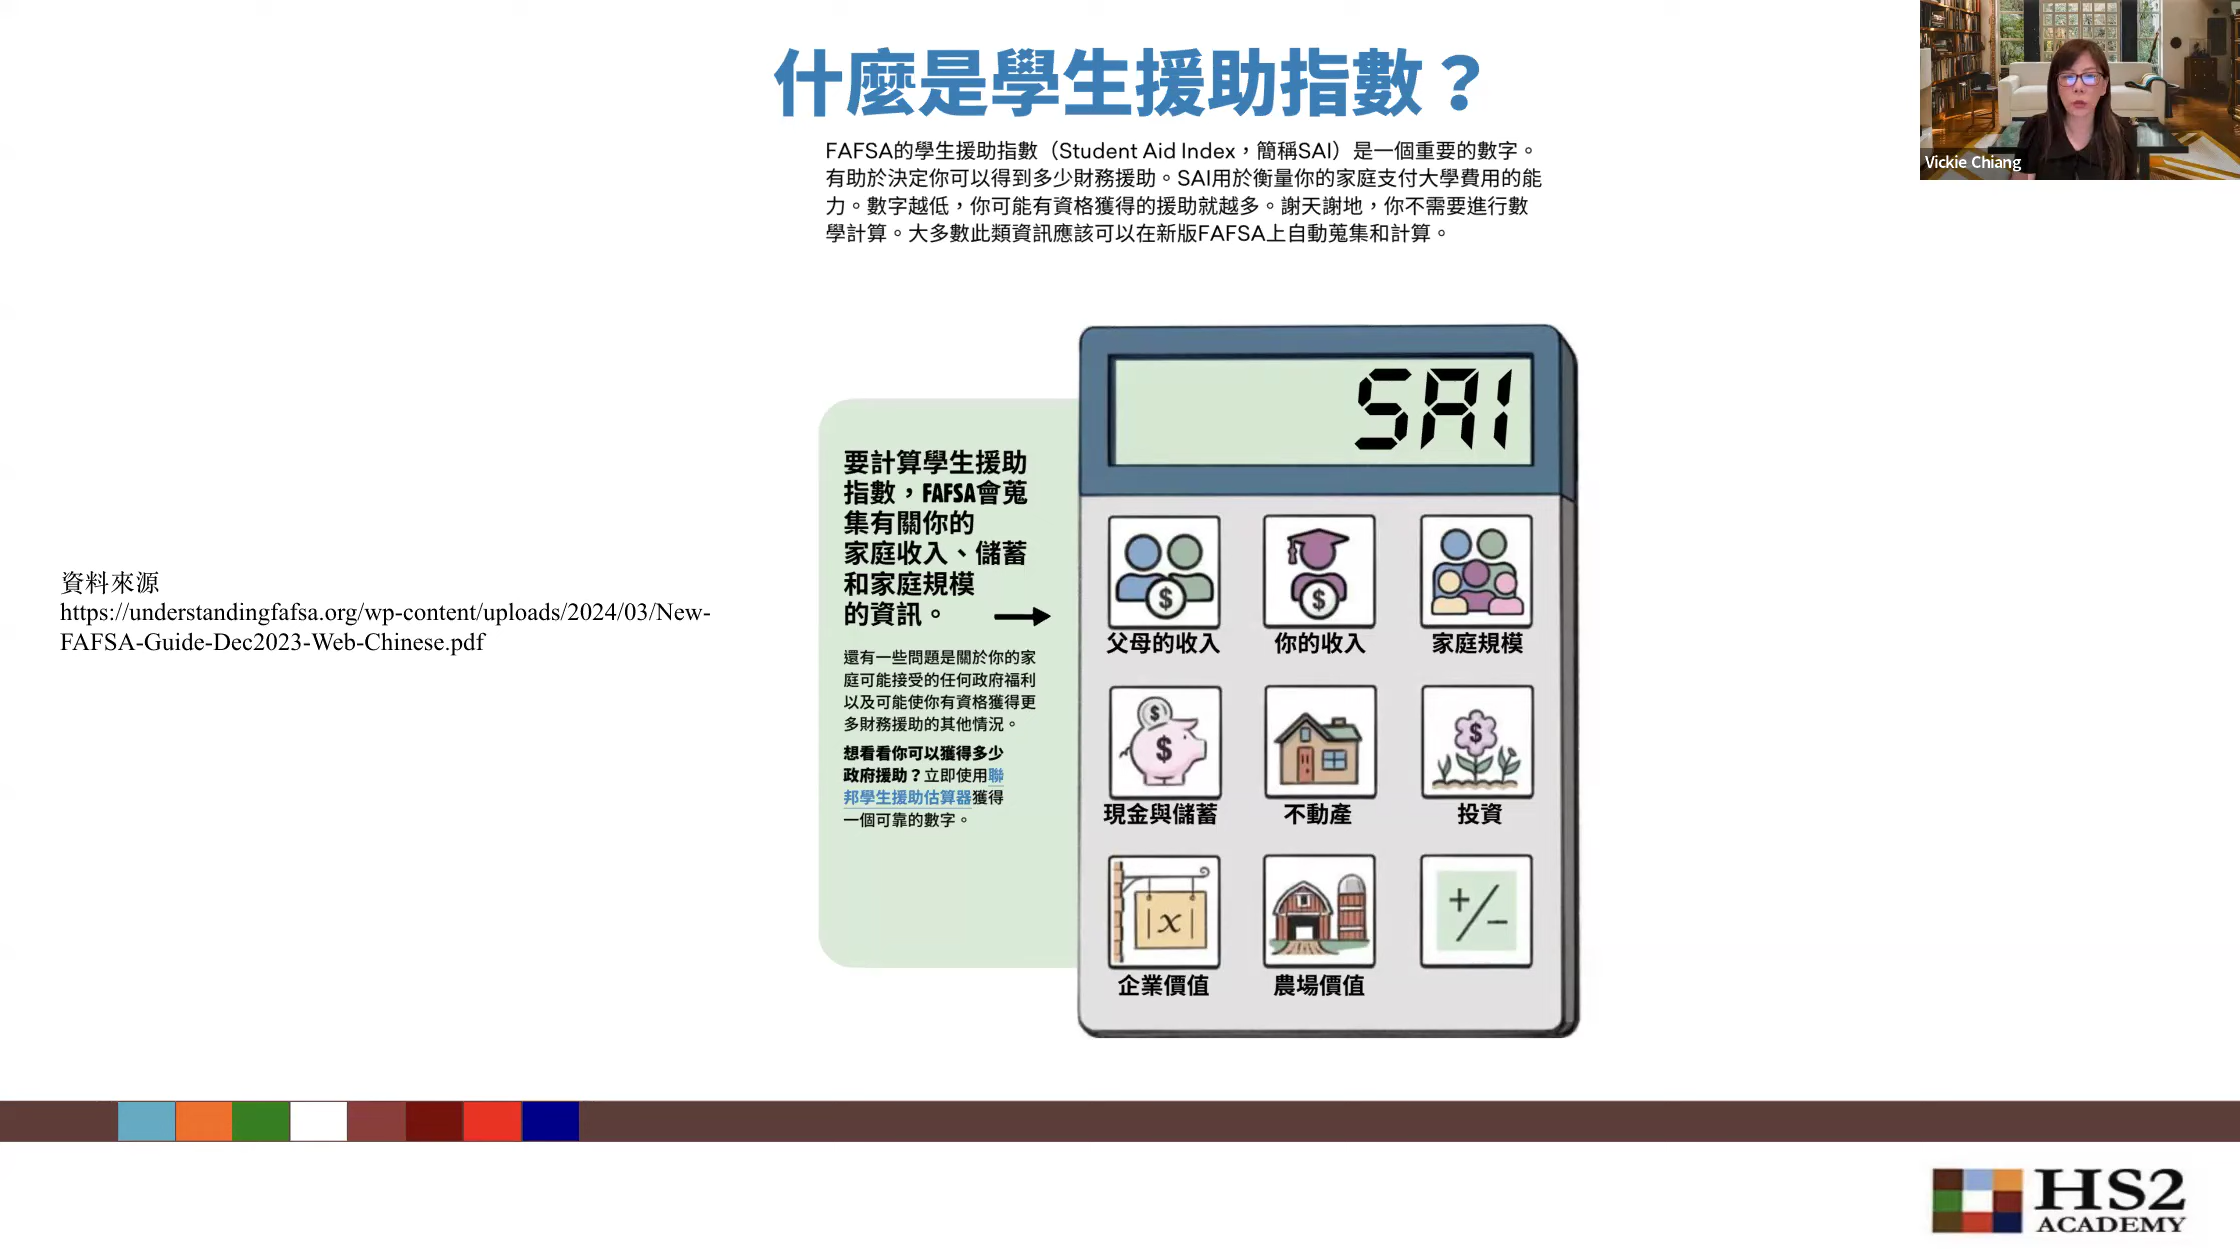 什麼是學生援助指數？
FAFSA的學生援助指數（Student Aid Index，簡稱SAI）是一個重要的數字。
有助於決定你可以得到多少財務援助。SAI用於衡量你的家庭支付大學費用的能
力。數字越低，你可能有資格獲得的援助就越多。謝天謝地，你不需要進行數
學計算。大多數此類資訊應該可以在新版FAFSA上自動蒐集和計算。
Vickie Chiang
資料來源
https://understandingfafsa.org/wp-content/uploads/2024/03/New-
FAFSA-Guide-Dec2023-Web-Chinese.pdf
要計算學生援助
指數，FAFSA會蒐
集有關你的
家庭收入、儲蓄
和家庭規模
的資訊。
還有一些問題是關於你的家
庭可能接受的任何政府福利
以及可能使你有資格獲得更
多財務援助的其他情況。
想看看你可以獲得多少
政府援助？立即使用聯
邦學生援助估算器獲得
一個可靠的數字。
SAI
$
$
父母的收入
你的收入
家庭規模
$
$
$
現金與儲蓄
不動產
投資
|x|
+/-
企業價值
農場價值
HS2
ACADEMY